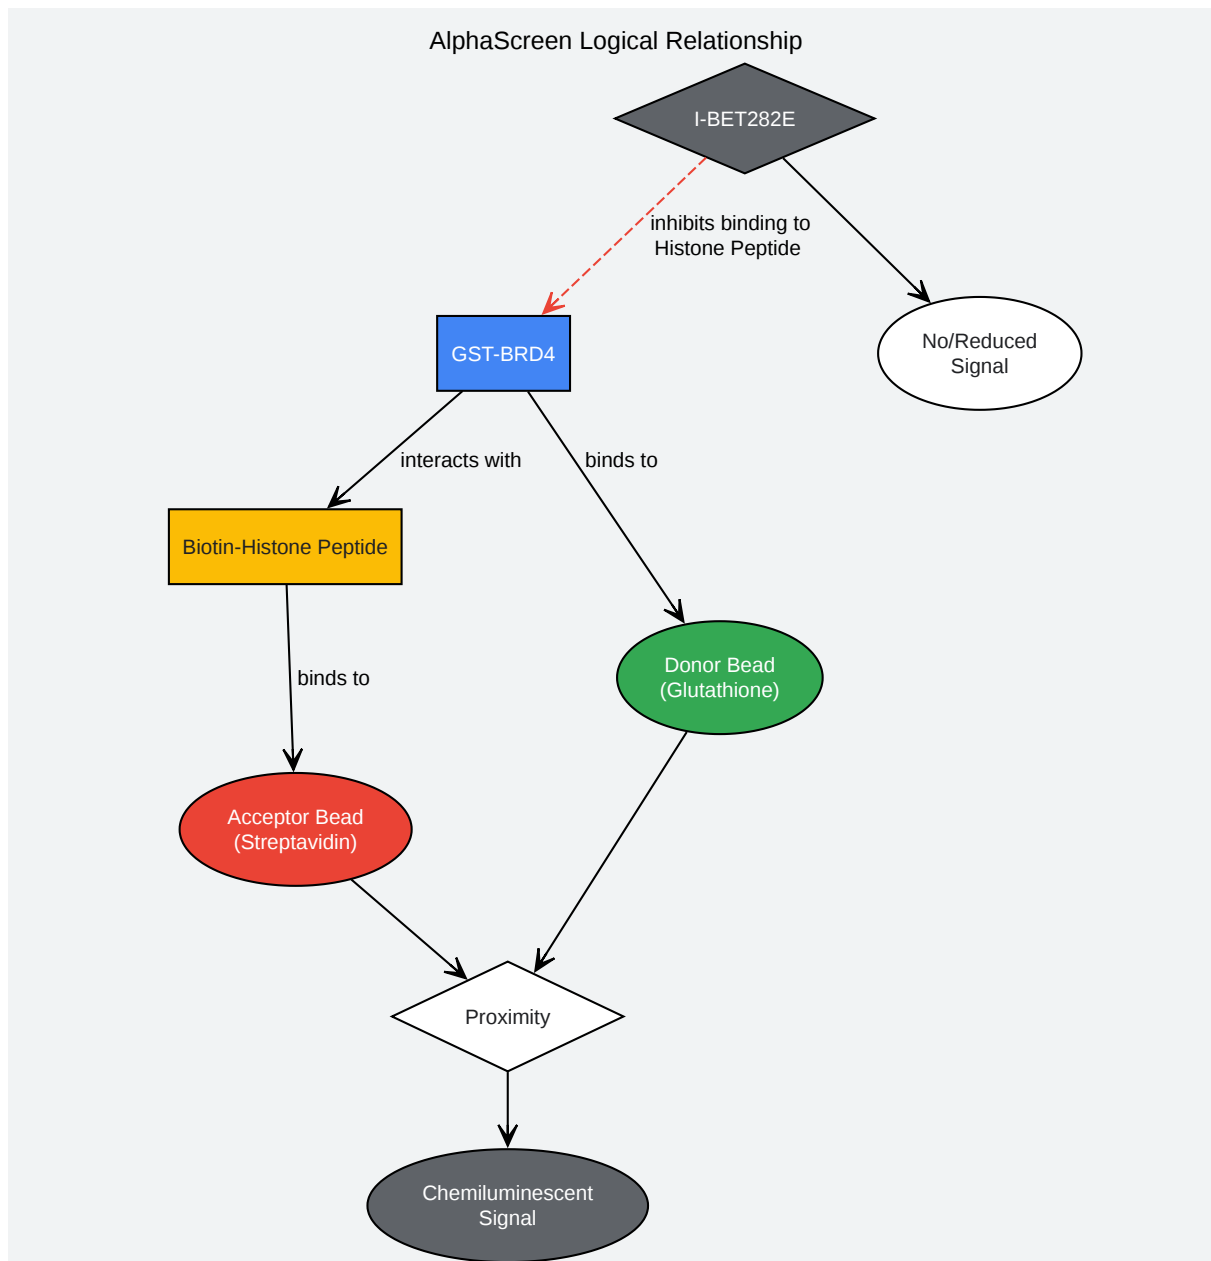 AlphaScreen Logical Relationship
I-BET282E
inhibits binding to
Histone Peptide
No/Reduced
Signal
GST-BRD4
interacts with
binds to
Biotin-Histone Peptide
binds to
Donor Bead
(Glutathione)
Acceptor Bead
(Streptavidin)
Proximity
Chemiluminescent
Signal